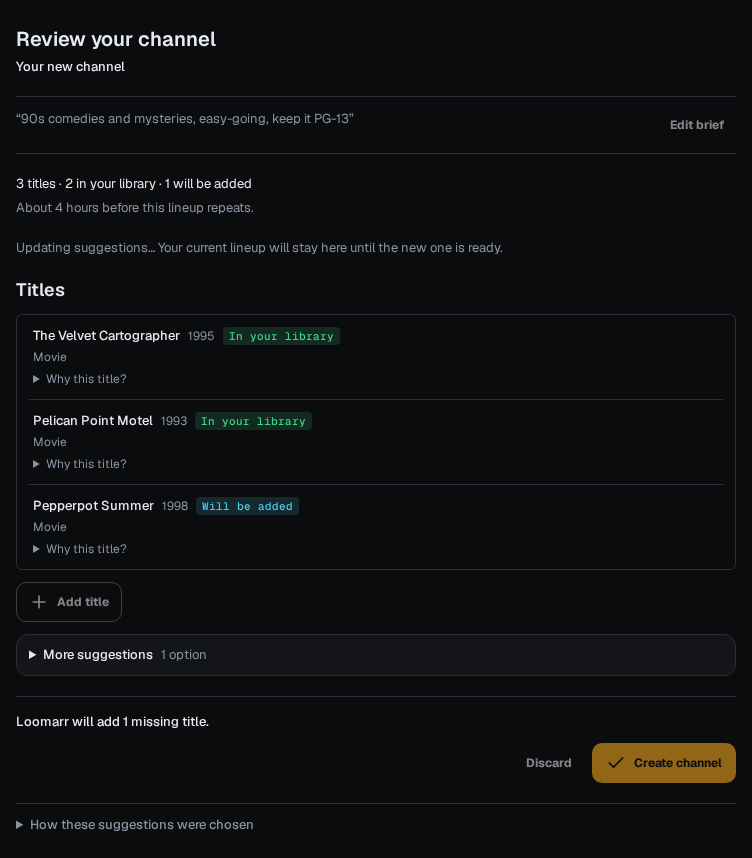 Review your channel
Your new channel
“90s comedies and mysteries, easy-going, keep it PG-13”
Edit brief
3 titles · 2 in your library · 1 will be added
About 4 hours before this lineup repeats.
Updating suggestions… Your current lineup will stay here until the new one is ready.
Titles
The Velvet Cartographer 1995 In your library
Movie
Why this title?
Pelican Point Motel 1993 In your library
Movie
Why this title?
Pepperpot Summer 1998 Will be added
Movie
Why this title?
Add title
More suggestions 1 option
Loomarr will add 1 missing title.
Discard Create channel
How these suggestions were chosen